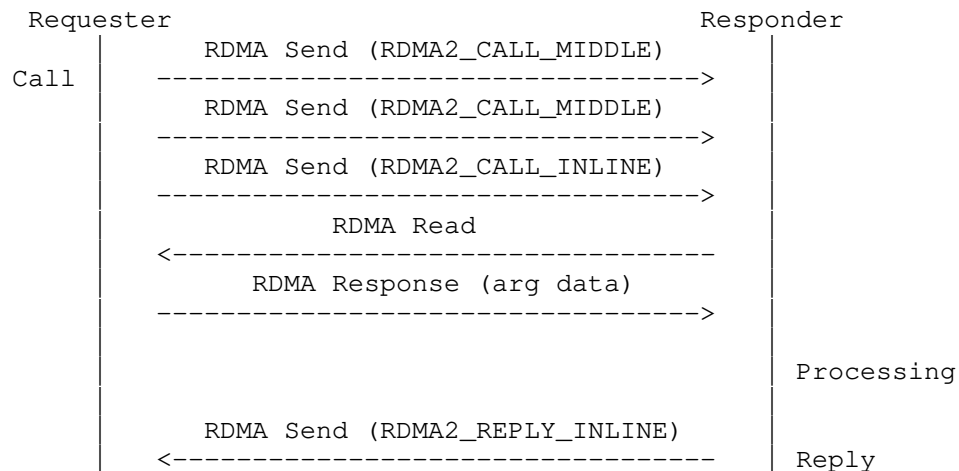 Requester Responder
RDMA Send (RDMA2_CALL_MIDDLE)
Call ---------------------------------->
RDMA Send (RDMA2_CALL_MIDDLE)
---------------------------------->
RDMA Send (RDMA2_CALL_INLINE)
---------------------------------->
RDMA Read
<----------------------------------
RDMA Response (arg data)
---------------------------------->
Processing
RDMA Send (RDMA2_REPLY_INLINE)
<---------------------------------- Reply